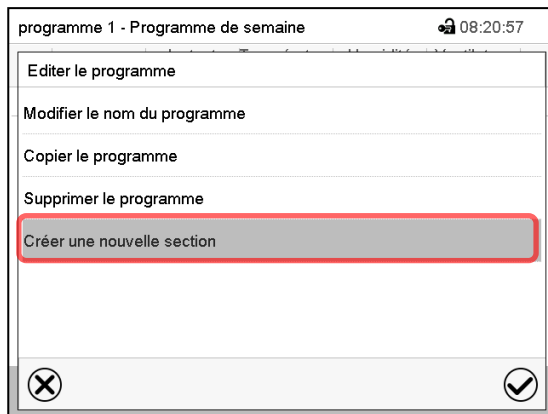 programme 1 - Programme de semaine 08:20:57
Editer le programme
Modifier le nom du programme
Copier le programme
Supprimer le programme
Créer une nouvelle section